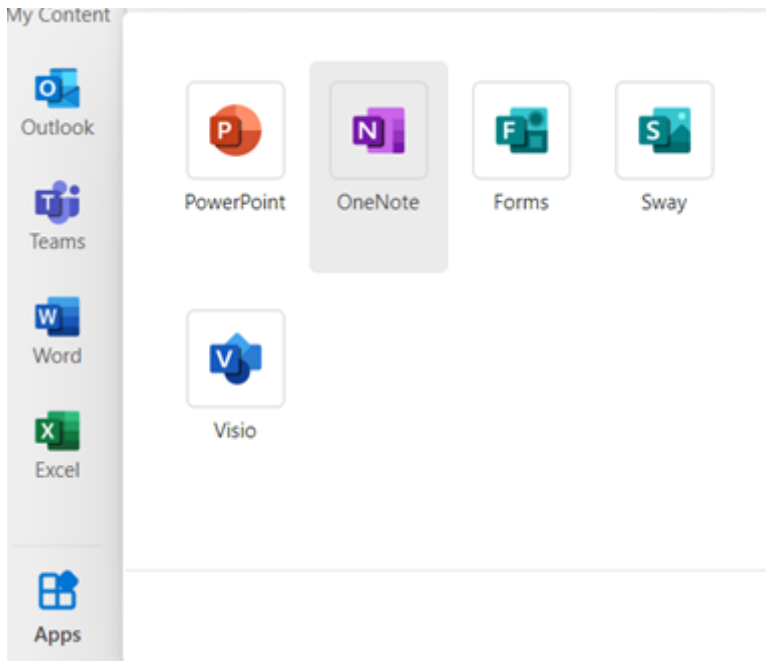 My Content
Outlook
Teams
Word
Excel
Apps
PowerPoint
OneNote
Forms
Sway
Visio